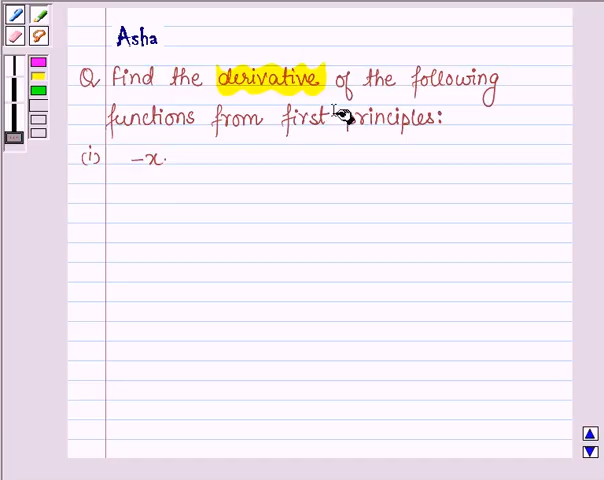 Asha
Q Find the derivative of the following
functions from first principles:
(i) -x.